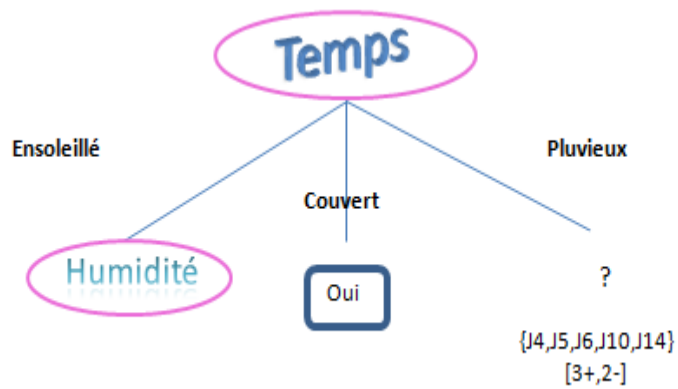 Temps
Ensoleillé
Pluvieux
Couvert
Humidité
Oui
?
{J4,J5,J6,J10,J14}
[3+,2-]